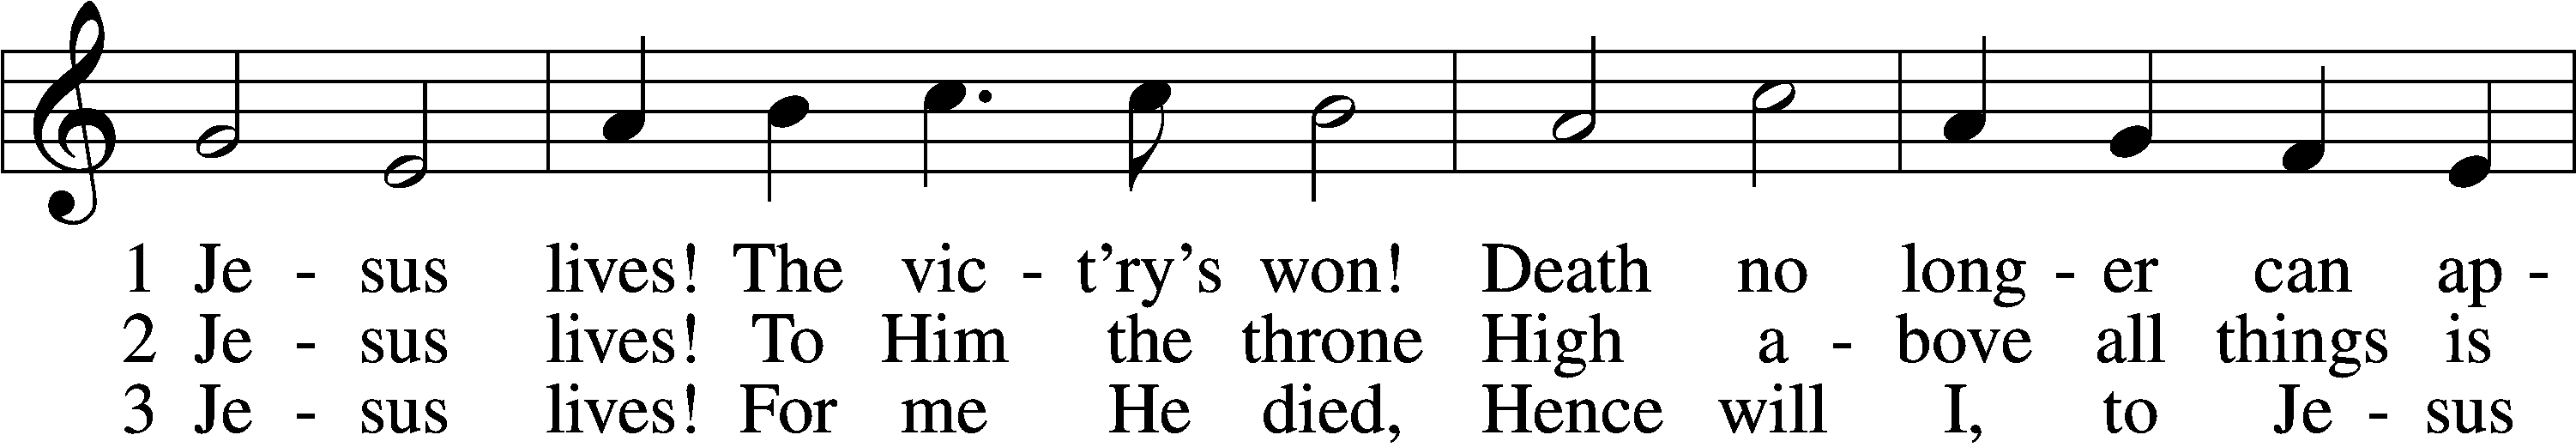 1 Je - sus lives! The vic - t’ry’s won! Death no long - er can ap -
2 Je - sus lives! To Him the throne High a - bove all things is
3 Je - sus lives! For me He died, Hence will I, to Je - sus